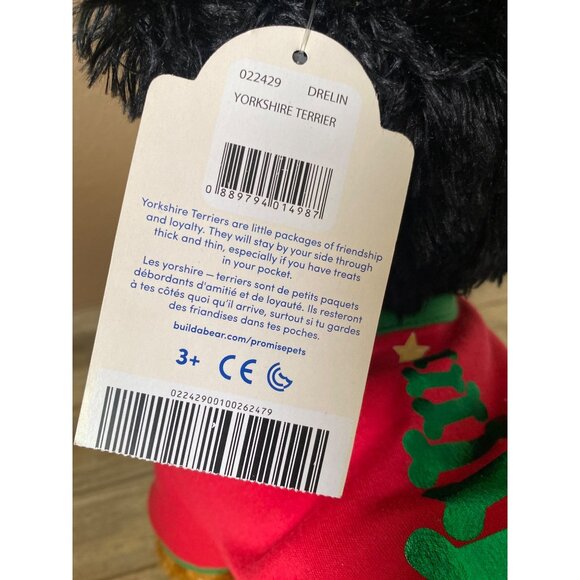 022429 DRELIN
YORKSHIRE TERRIER
0 889794 014987
Yorkshire Terriers are little packages of friendship
and loyalty. They will stay by your side through
thick and thin, especially if you have treats
in your pocket.
Les yorshire – terriers sont de petits paquets
débordants d'amitié et de loyauté. Ils resteront
à tes côtés quoi qu'il arrive, surtout si tu gardes
des friandises dans tes poches.
buildabear.com/promisepets
3+ CE
02242900100262479